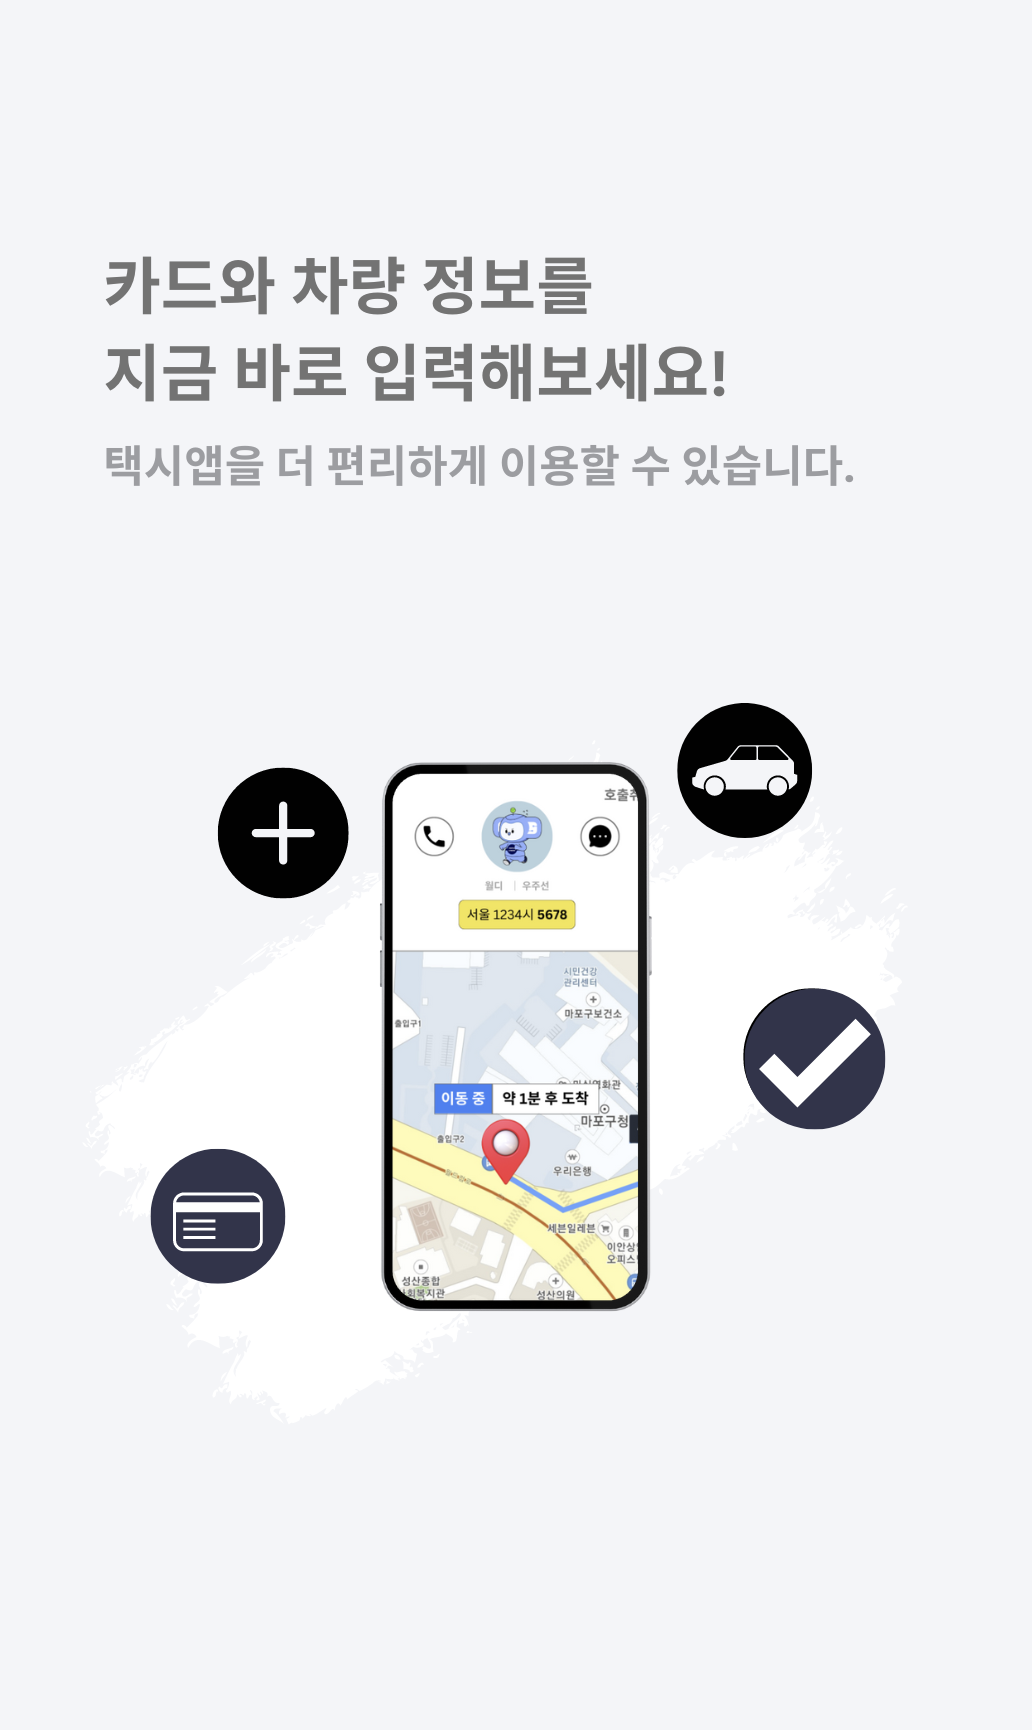 카드와 차량 정보를
지금 바로 입력해보세요!
택시앱을 더 편리하게 이용할 수 있습니다.
호출
월디 | 우주선
서울 1234시 5678
시민건강
관리센터
마포구보건소
출입구1
이동 중 약 1분 후 도착
마포구청
출입구2
우리은행
세븐일레븐
이안상
오피스
성산종합
회복지관
성산의원